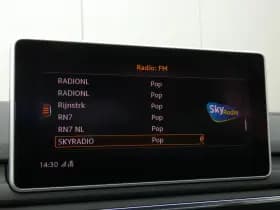 Radio: FM
RADIONL Pop
RADIONL Pop
Rijnstrk Pop
RN7 Pop
RN7 NL Pop
SKYRADIO Pop
Sky
Radio
14:30